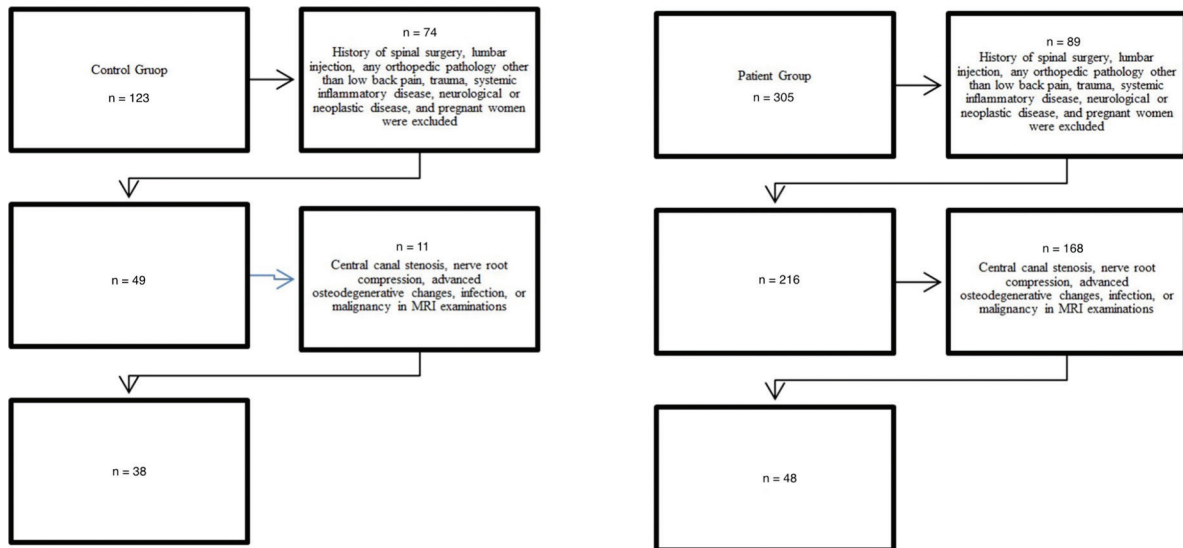 Control Gruop
n = 123
n = 74
History of spinal surgery, lumbar
injection, any orthopedic pathology other
than low back pain, trauma, systemic
inflammatory disease, neurological or
neoplastic disease, and pregnant women
were excluded
n = 49
n = 11
Central canal stenosis, nerve root
compression, advanced
osteodegenerative changes, infection, or
malignancy in MRI examinations
n = 38
Patient Group
n = 305
n = 89
History of spinal surgery, lumbar
injection, any orthopedic pathology other
than low back pain, trauma, systemic
inflammatory disease, neurological or
neoplastic disease, and pregnant women
were excluded
n = 216
n = 168
Central canal stenosis, nerve root
compression, advanced
osteodegenerative changes, infection, or
malignancy in MRI examinations
n = 48